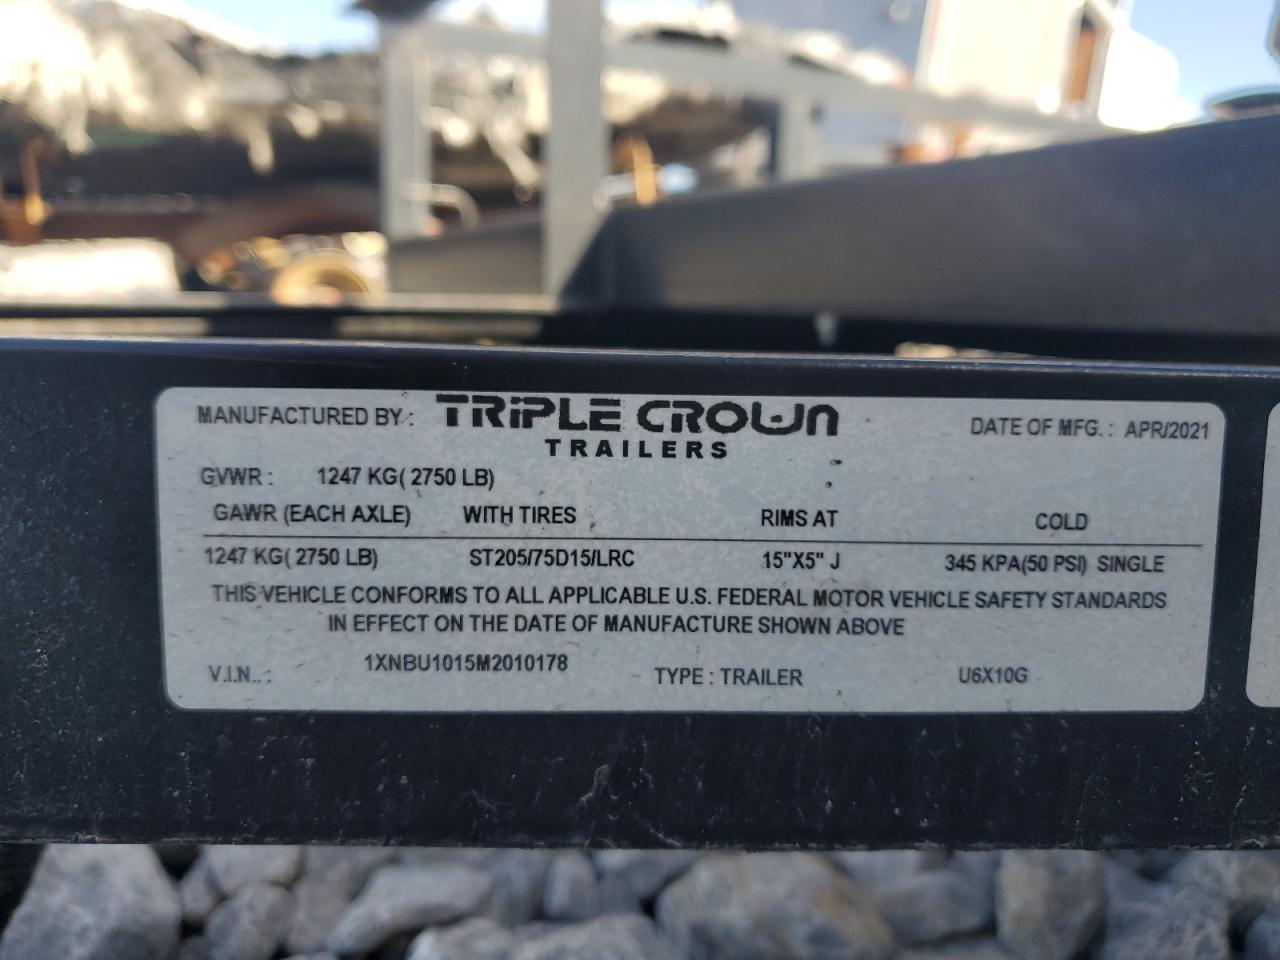 MANUFACTURED BY : TRIPLE CROWN DATE OF MFG. : APR/2021
TRAILERS
GVWR : 1247 KG( 2750 LB)
GAWR (EACH AXLE) WITH TIRES RIMS AT COLD
1247 KG( 2750 LB) ST205/75D15/LRC 15"X5" J 345 KPA(50 PSI) SINGLE
THIS VEHICLE CONFORMS TO ALL APPLICABLE U.S. FEDERAL MOTOR VEHICLE SAFETY STANDARDS
IN EFFECT ON THE DATE OF MANUFACTURE SHOWN ABOVE
V.I.N.. : 1XNBU1015M2010178 TYPE : TRAILER U6X10G